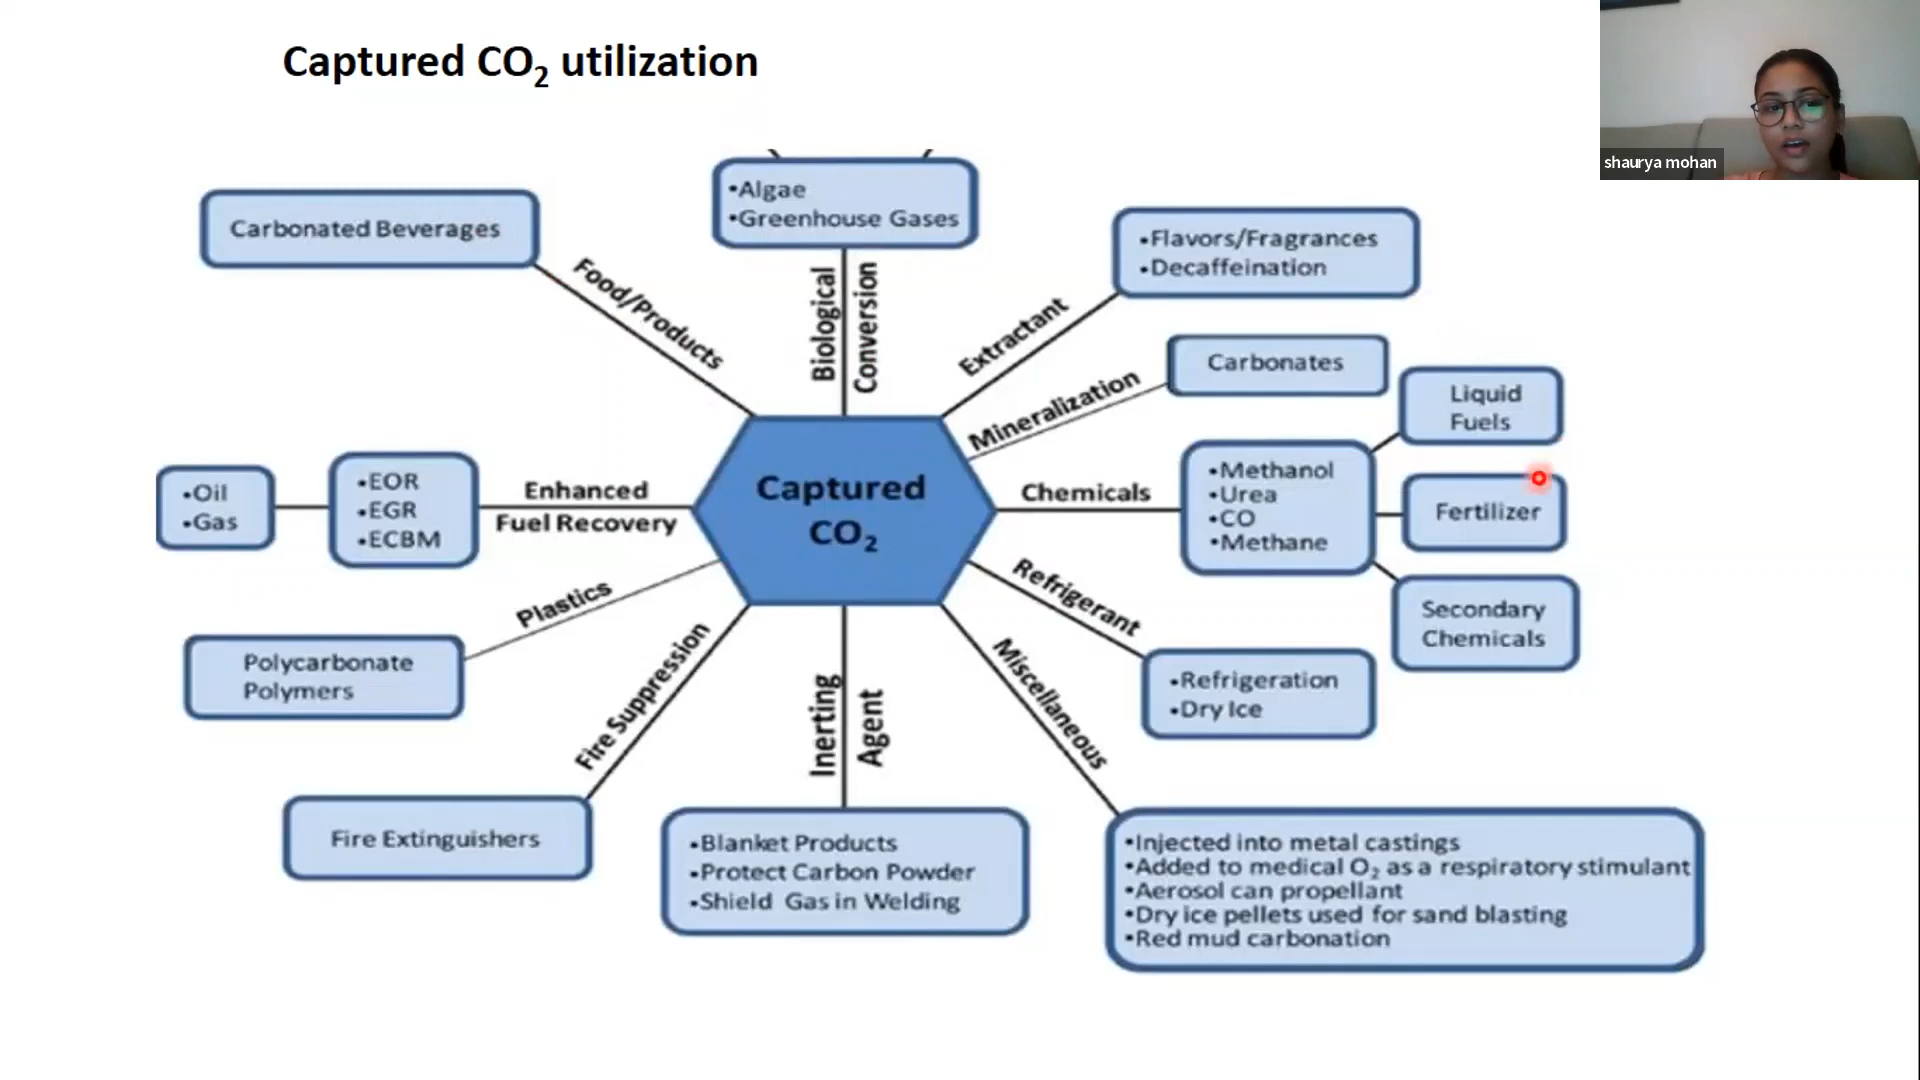 Captured CO₂ utilization
shaurya mohan
•Algae
•Greenhouse Gases
Carbonated Beverages
•Flavors/Fragrances
•Decaffeination
Food/Products
Biological
Conversion
Extractant
Mineralization
Carbonates
Liquid
Fuels
•Oil
•Gas
•EOR
•EGR
•ECBM
Enhanced
Fuel Recovery
Captured
CO₂
Chemicals
•Methanol
•Urea
•CO
•Methane
Fertilizer
Secondary
Chemicals
Plastics
Polycarbonate
Polymers
Refrigerant
•Refrigeration
•Dry Ice
Fire Suppression
Fire Extinguishers
Inerting
Agent
•Blanket Products
•Protect Carbon Powder
•Shield Gas in Welding
Miscellaneous
•Injected into metal castings
•Added to medical O₂ as a respiratory stimulant
•Aerosol can propellant
•Dry ice pellets used for sand blasting
•Red mud carbonation